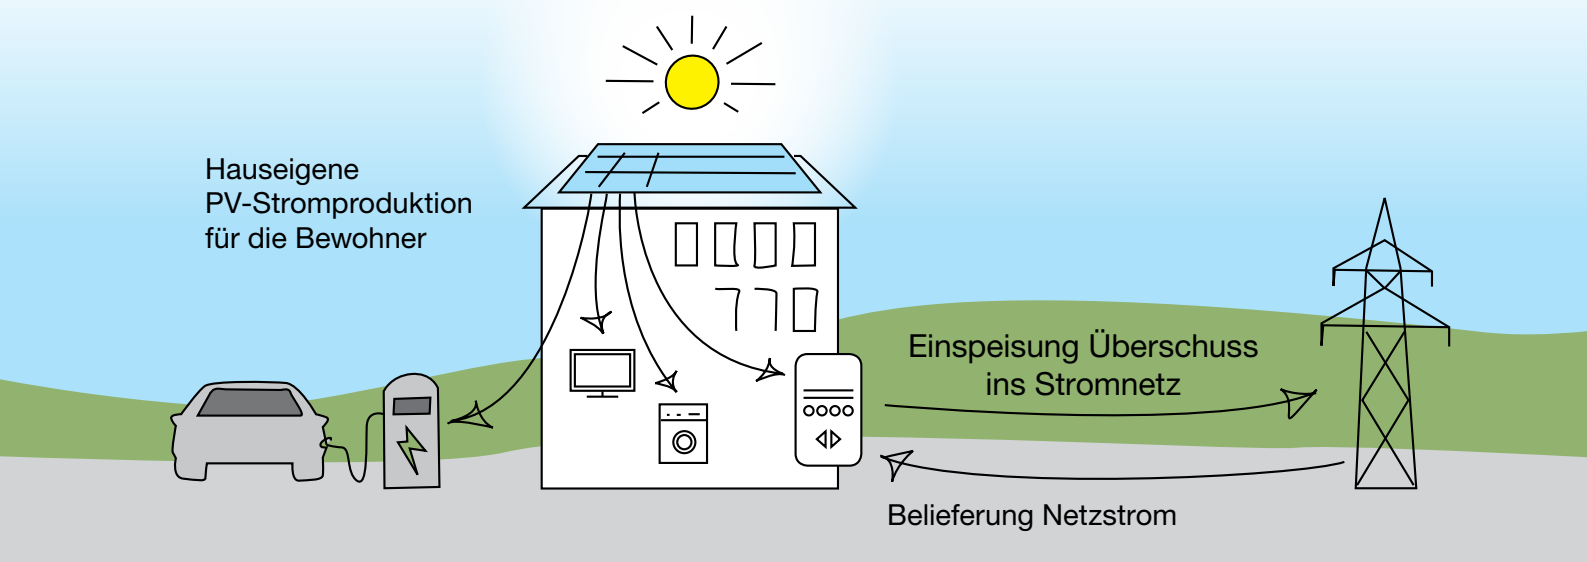 Hauseigene
PV-Stromproduktion
für die Bewohner
Einspeisung Überschuss
ins Stromnetz
Belieferung Netzstrom